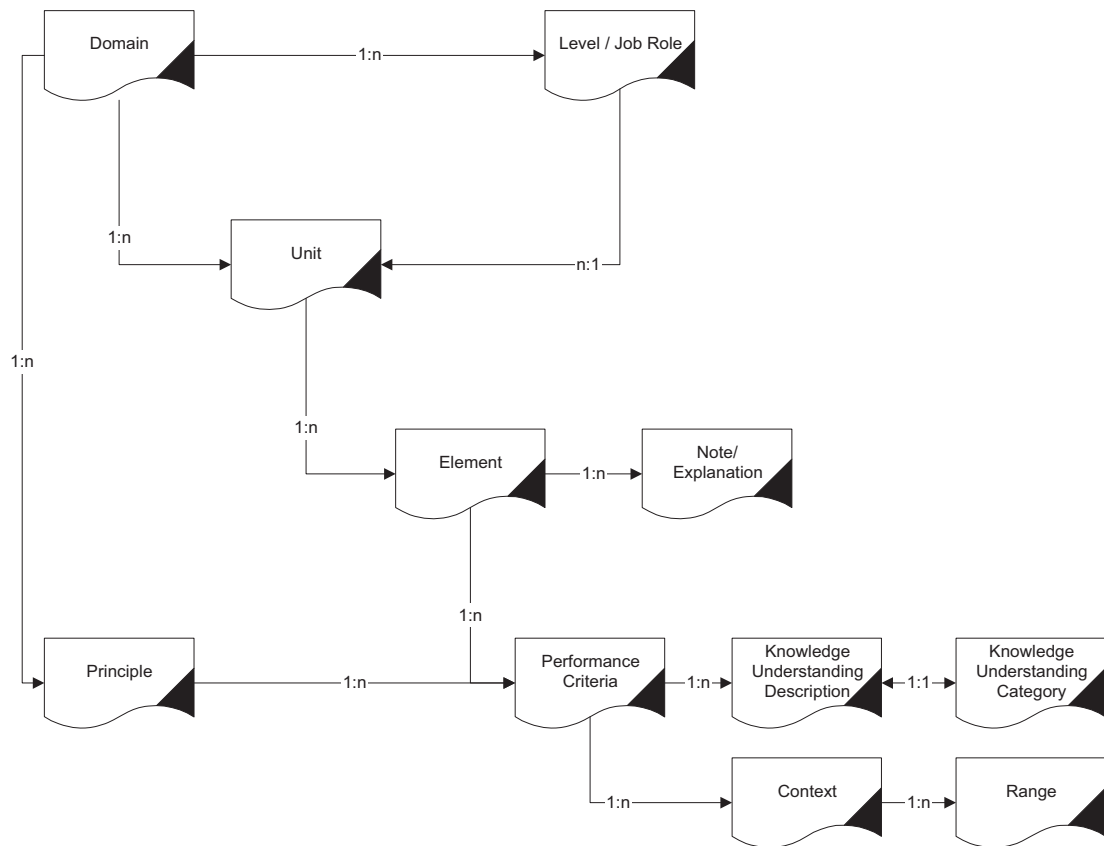 Domain
1:n
Level / Job Role
1:n
Unit
n:1
1:n
1:n
Element
1:n
Note/
Explanation
1:n
Principle
1:n
Performance
Criteria
1:n
Knowledge
Understanding
Description
1:1
Knowledge
Understanding
Category
1:n
Context
1:n
Range